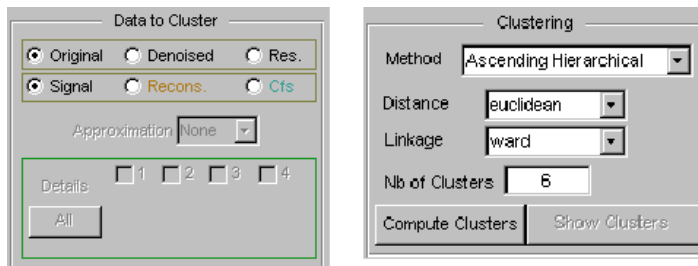 Data to Cluster
Original Denoised Res.
Signal Recons. Cfs
Approximation None
Details 1 2 3 4
All
Clustering
Method Ascending Hierarchical
Distance euclidean
Linkage ward
Nb of Clusters 6
Compute Clusters Show Clusters